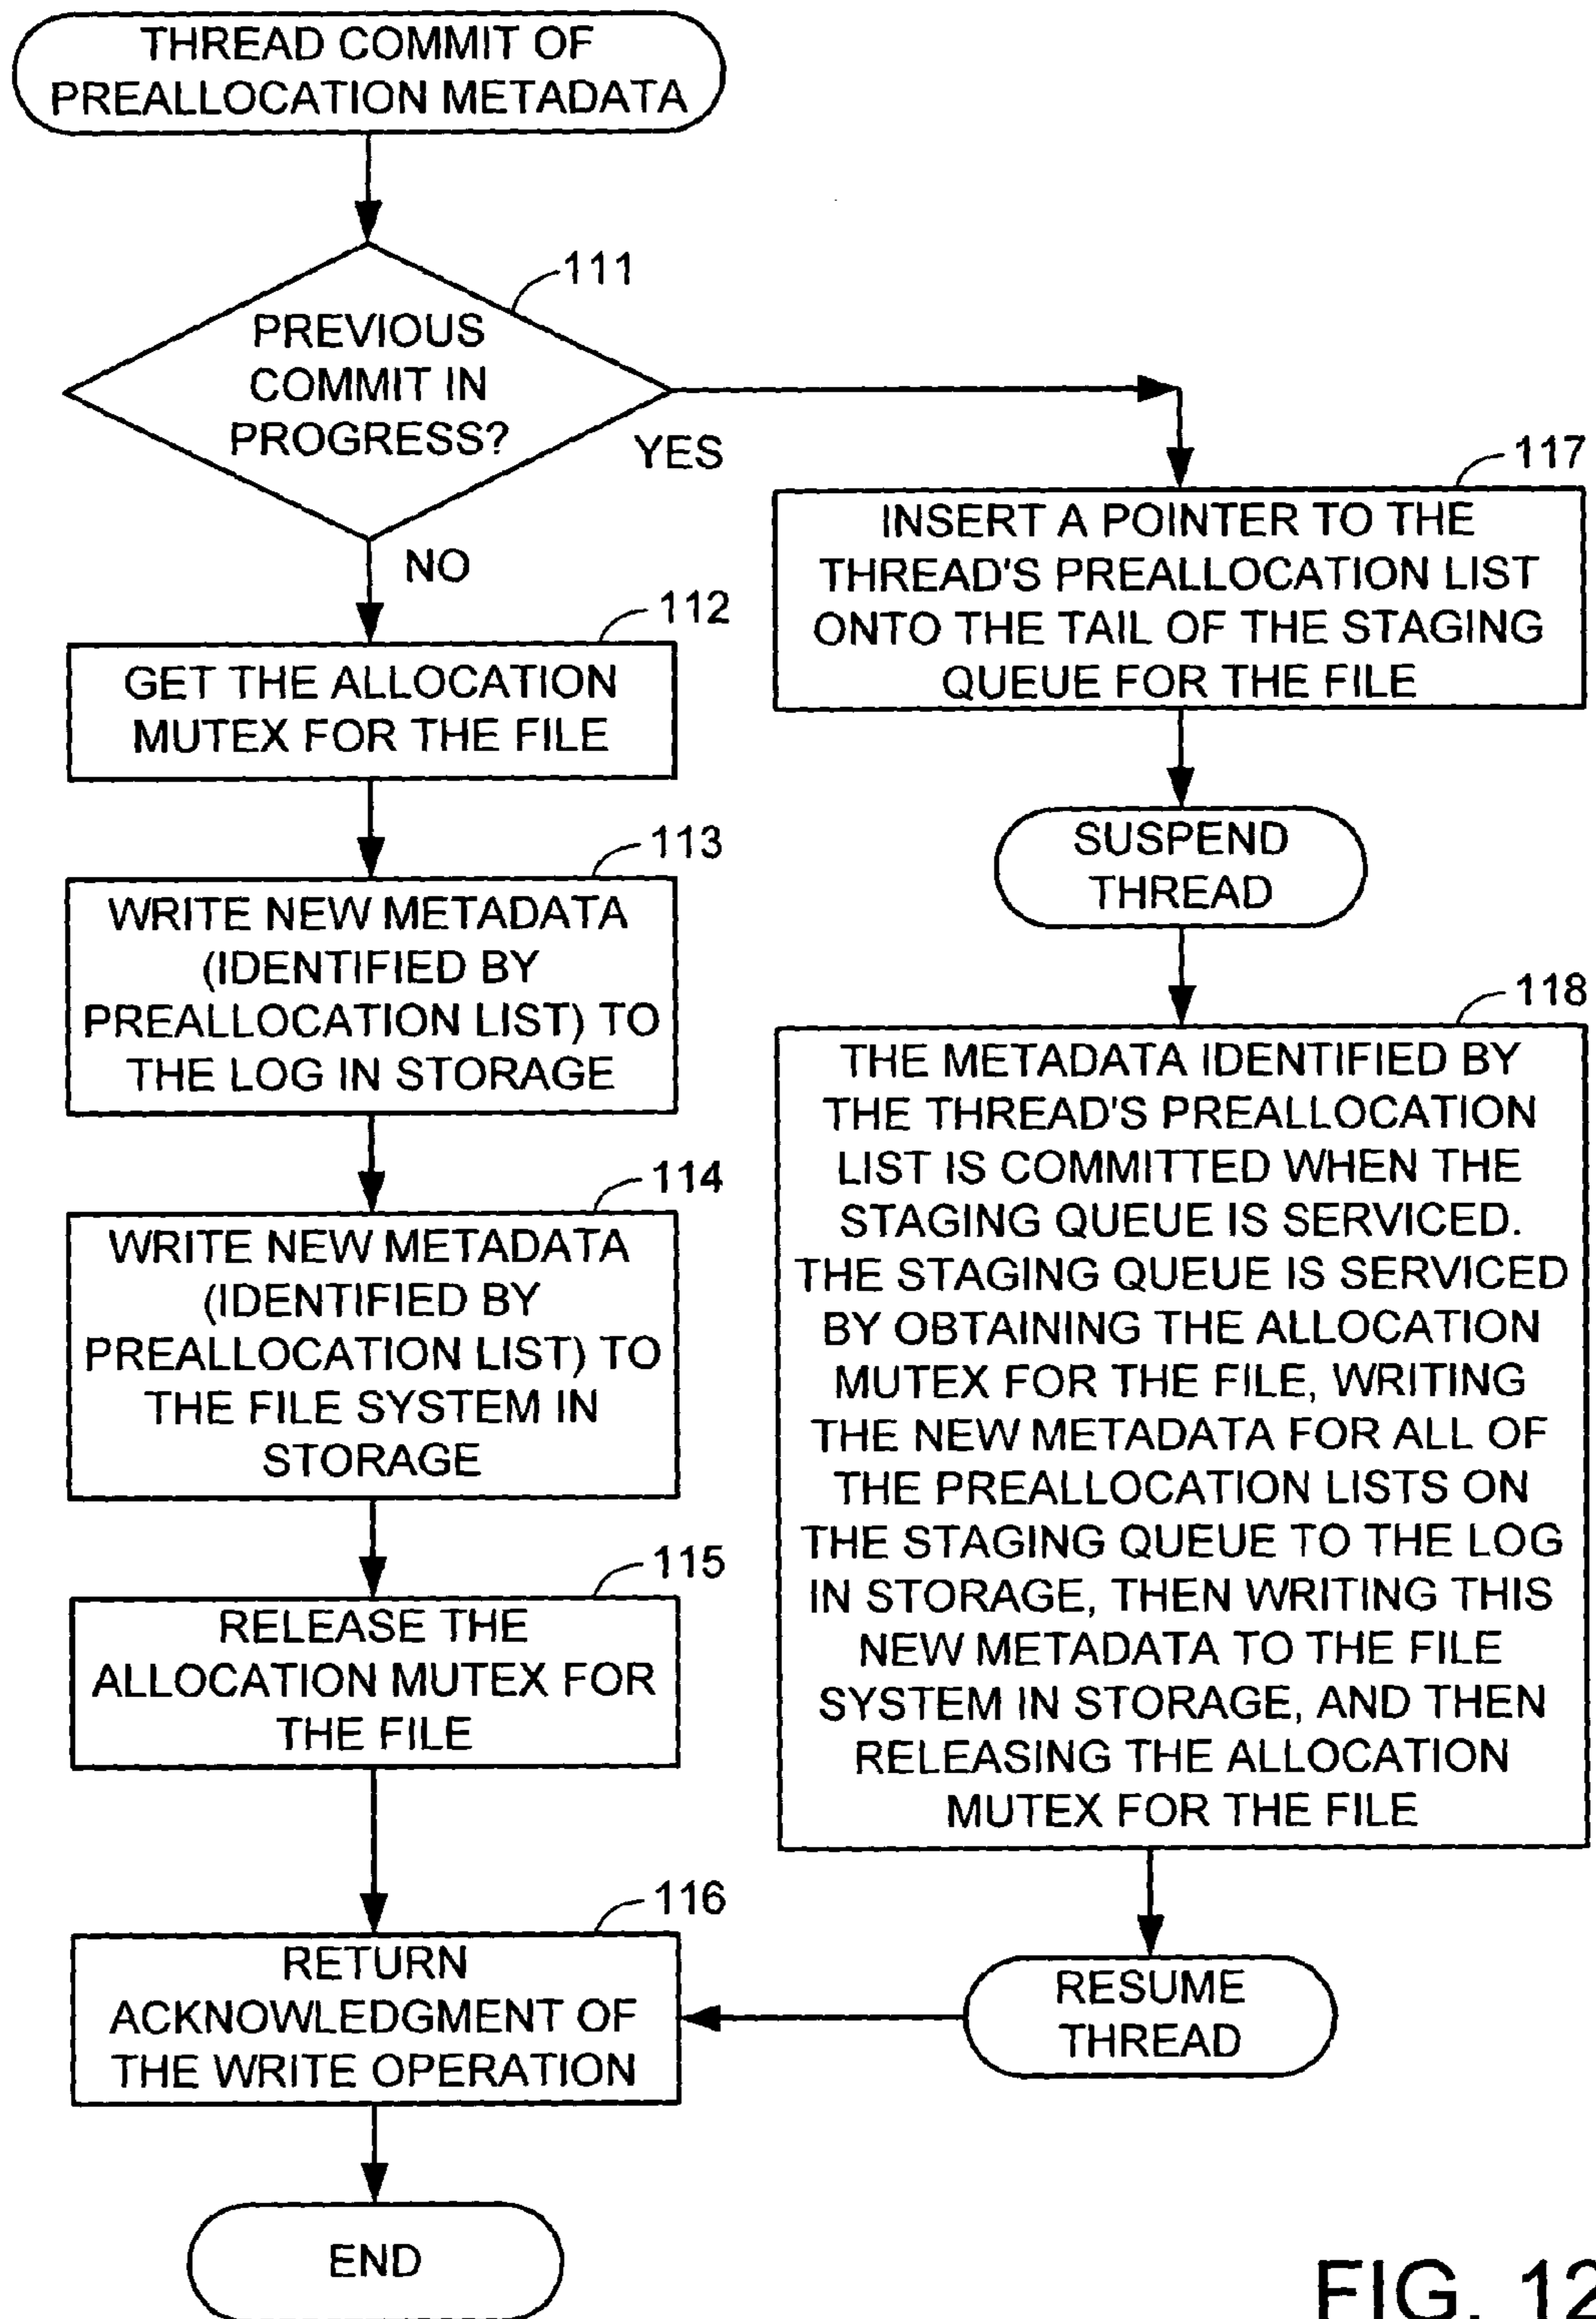 THREAD COMMIT OF
PREALLOCATION METADATA
111
PREVIOUS
COMMIT IN
PROGRESS?
YES
NO
112
GET THE ALLOCATION
MUTEX FOR THE FILE
113
WRITE NEW METADATA
(IDENTIFIED BY
PREALLOCATION LIST) TO
THE LOG IN STORAGE
114
WRITE NEW METADATA
(IDENTIFIED BY
PREALLOCATION LIST) TO
THE FILE SYSTEM IN
STORAGE
115
RELEASE THE
ALLOCATION MUTEX FOR
THE FILE
116
RETURN
ACKNOWLEDGMENT OF
THE WRITE OPERATION
END
117
INSERT A POINTER TO THE
THREAD'S PREALLOCATION LIST
ONTO THE TAIL OF THE STAGING
QUEUE FOR THE FILE
SUSPEND
THREAD
118
THE METADATA IDENTIFIED BY
THE THREAD'S PREALLOCATION
LIST IS COMMITTED WHEN THE
STAGING QUEUE IS SERVICED.
THE STAGING QUEUE IS SERVICED
BY OBTAINING THE ALLOCATION
MUTEX FOR THE FILE, WRITING
THE NEW METADATA FOR ALL OF
THE PREALLOCATION LISTS ON
THE STAGING QUEUE TO THE LOG
IN STORAGE, THEN WRITING THIS
NEW METADATA TO THE FILE
SYSTEM IN STORAGE, AND THEN
RELEASING THE ALLOCATION
MUTEX FOR THE FILE
RESUME
THREAD
FIG. 12